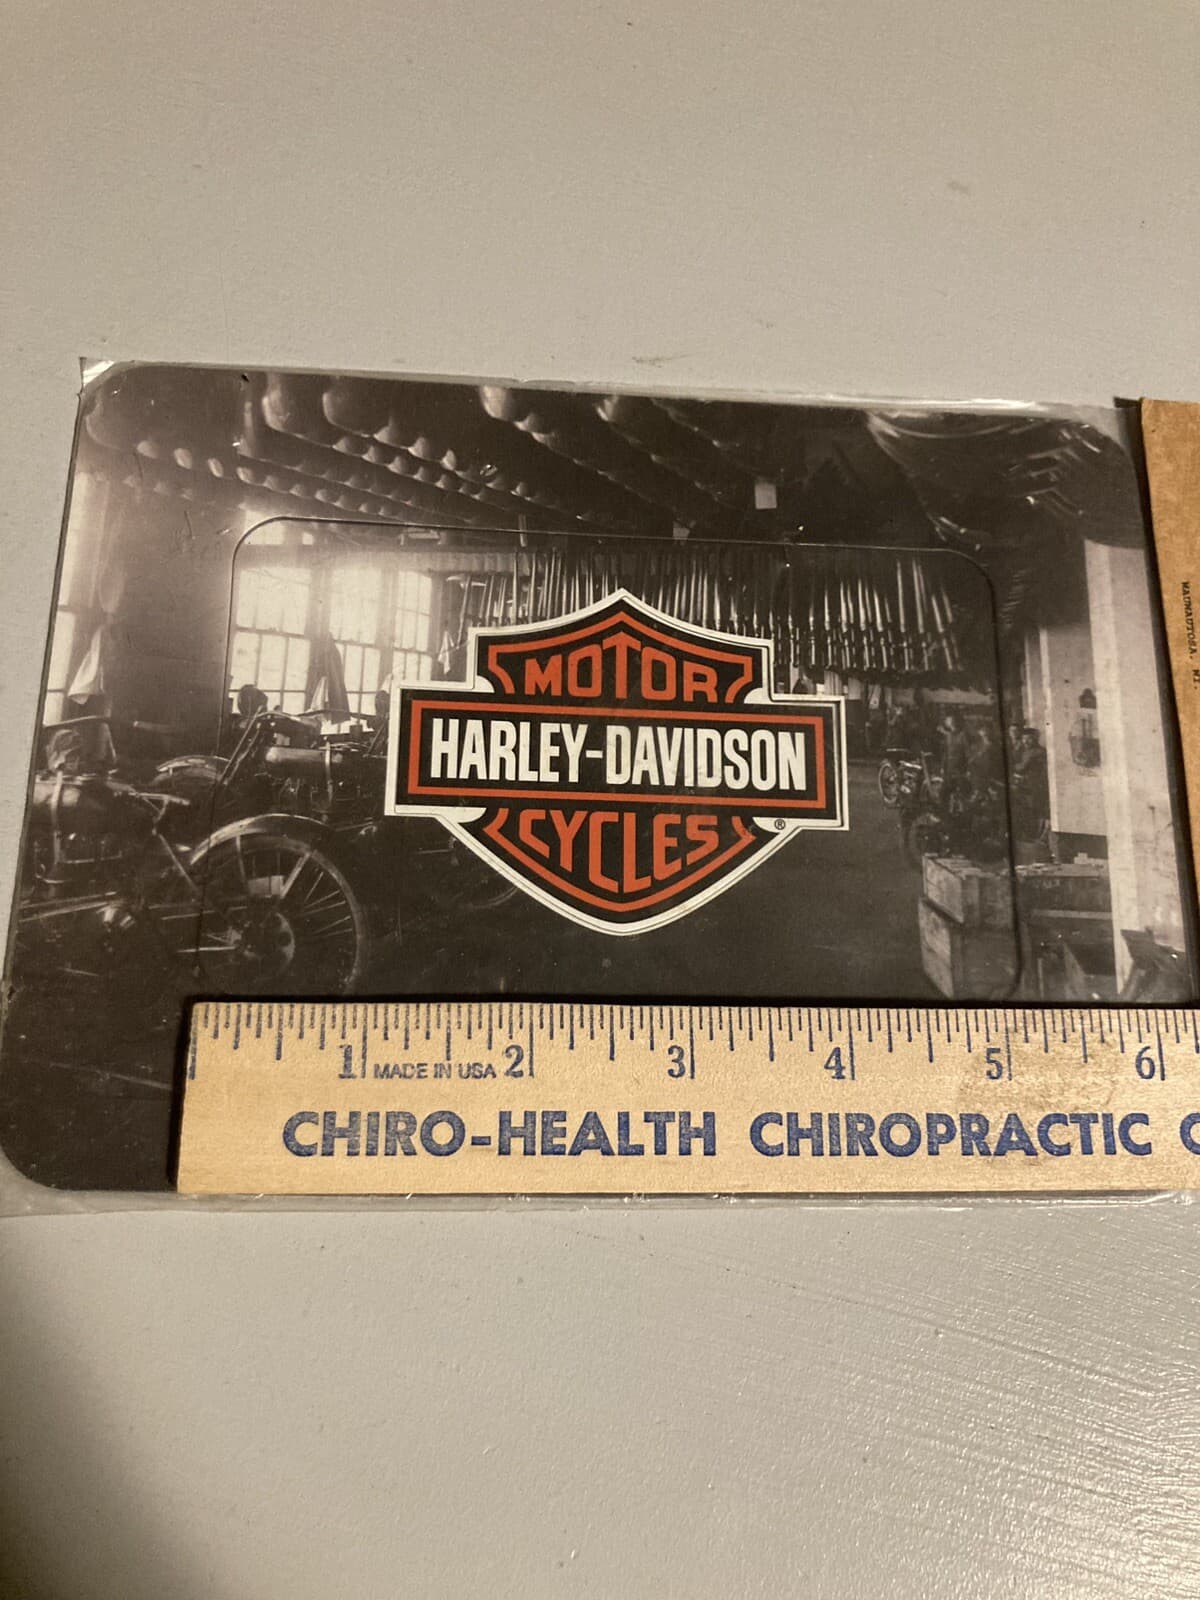 MOTOR
HARLEY-DAVIDSON
CYCLES
®
1 MADE IN USA 2 3 4 5 6
CHIRO-HEALTH CHIROPRACTIC